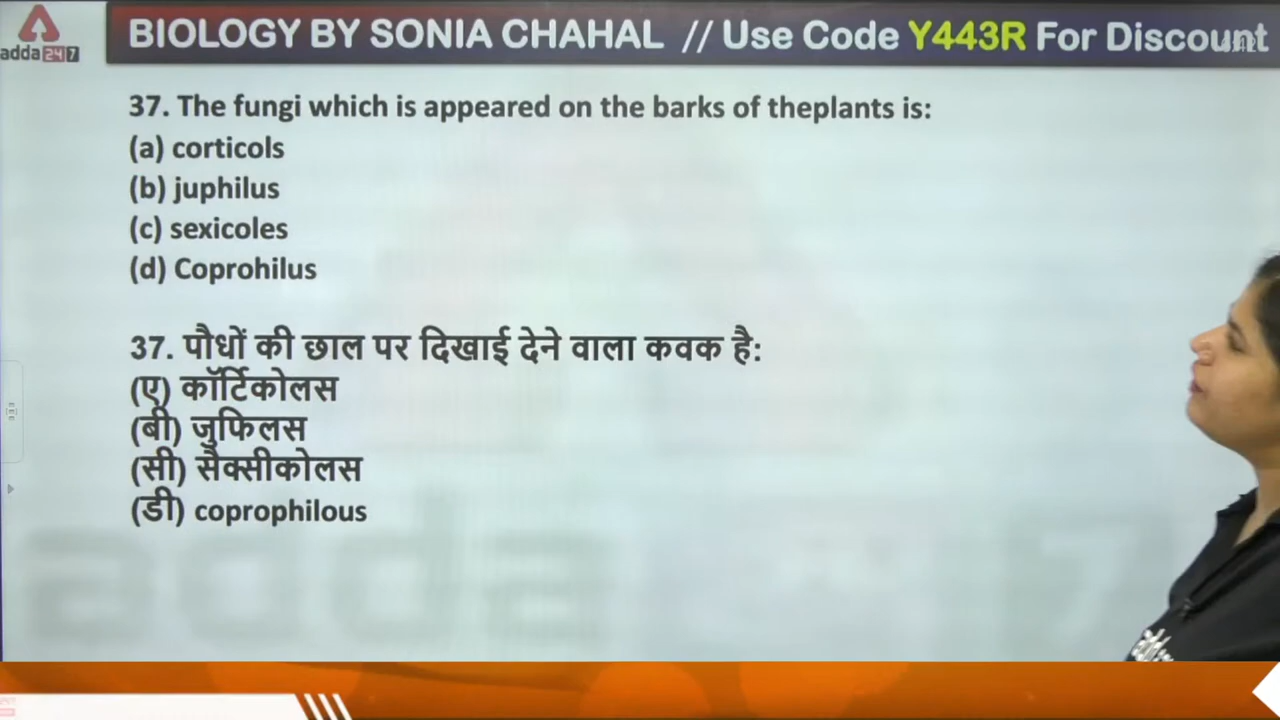 adda247
BIOLOGY BY SONIA CHAHAL // Use Code Y443R For Discount
37. The fungi which is appeared on the barks of theplants is:
(a) corticols
(b) juphilus
(c) sexicoles
(d) Coprohilus
37. पौधों की छाल पर दिखाई देने वाला कवक है:
(ए) कॉर्टिकोलस
(बी) जुफिलस
(सी) सैक्सीकोलस
(डी) coprophilous